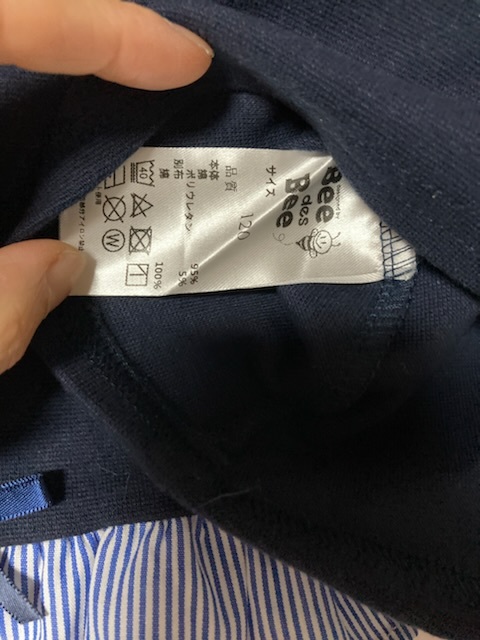 Bee
des
Bee
サイズ
120
品質
本体
綿 95%
ポリウレタン 5%
別布
綿 100%
40
W